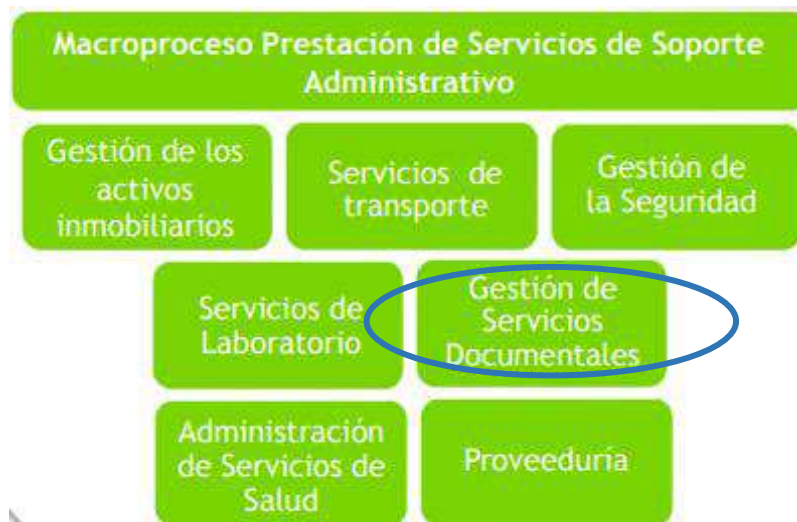 Macroproceso Prestación de Servicios de Soporte
Administrativo
Gestión de los
activos
inmobiliarios
Servicios de
transporte
Gestión de
la Seguridad
Servicios de
Laboratorio
Gestión de
Servicios
Documentales
Administración
de Servicios de
Salud
Proveeduría